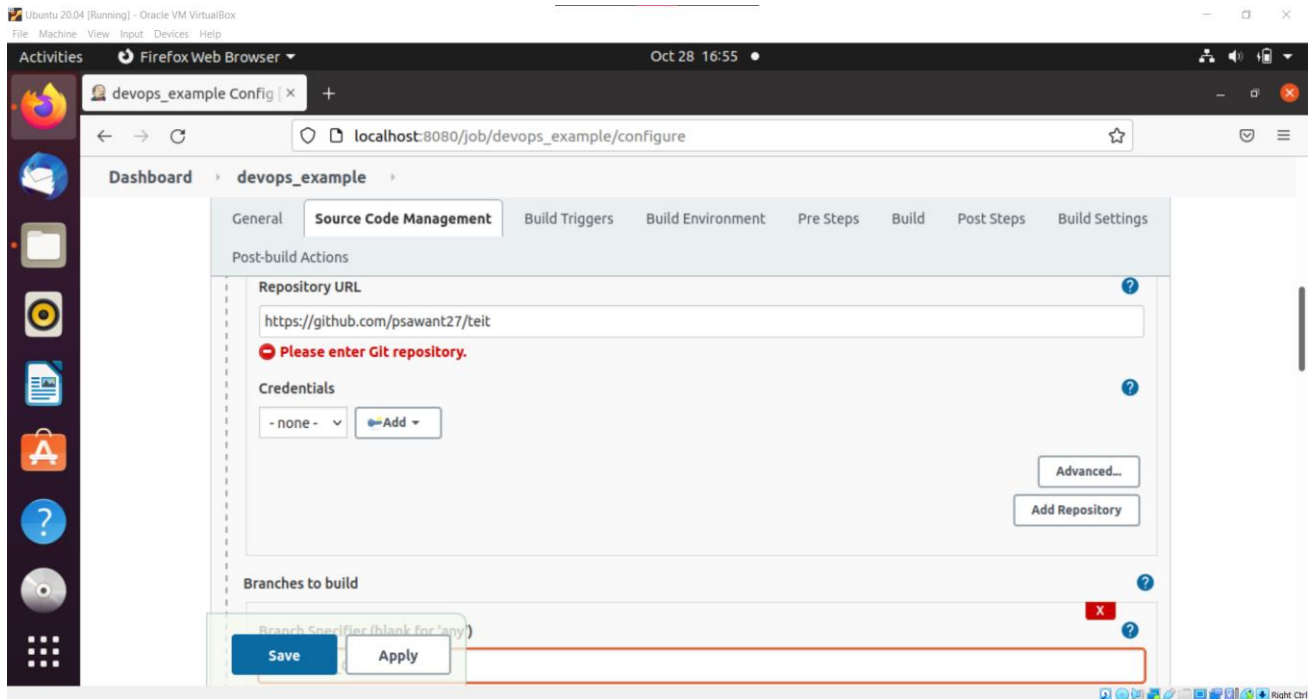 Ubuntu 20.04 [Running] - Oracle VM VirtualBox
File Machine View Input Devices Help
Activities Firefox Web Browser Oct 28 16:55
devops_example Config [ × +
localhost:8080/job/devops_example/configure
Dashboard devops_example
General Source Code Management Build Triggers Build Environment Pre Steps Build Post Steps Build Settings
Post-build Actions
Repository URL
https://github.com/psawant27/teit
Please enter Git repository.
Credentials
- none - Add
Advanced...
Add Repository
Branches to build
X
Branch Specifier (blank for 'any')
Save Apply
Right Ctrl